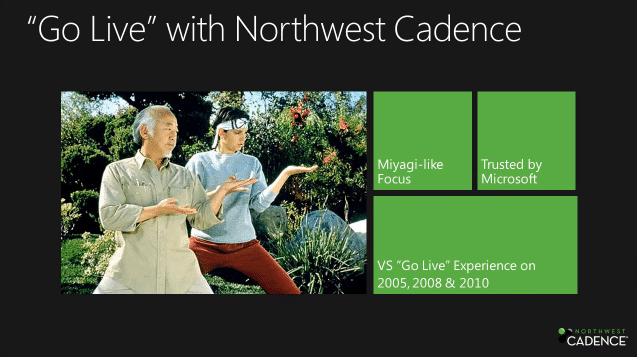 “Go Live” with Northwest Cadence
Miyagi-like
Focus
Trusted by
Microsoft
VS “Go Live” Experience on
2005, 2008 & 2010
NORTHWEST
CADENCE